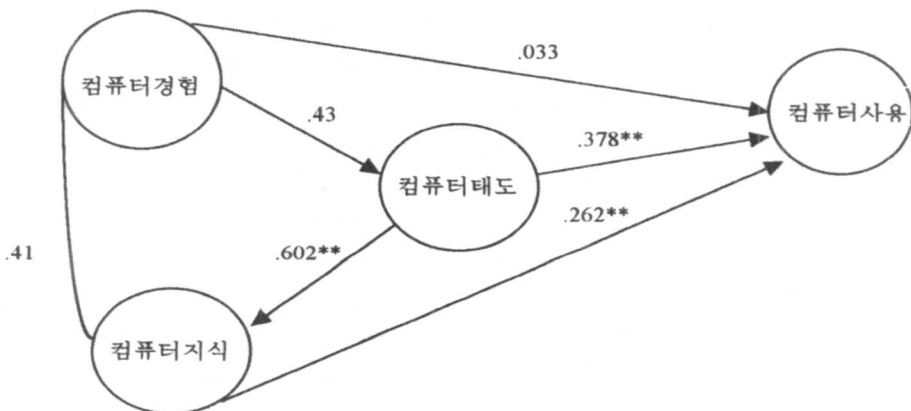 컴퓨터경험
.033
컴퓨터사용
.43
.378**
컴퓨터태도
.262**
.602**
.41
컴퓨터지식